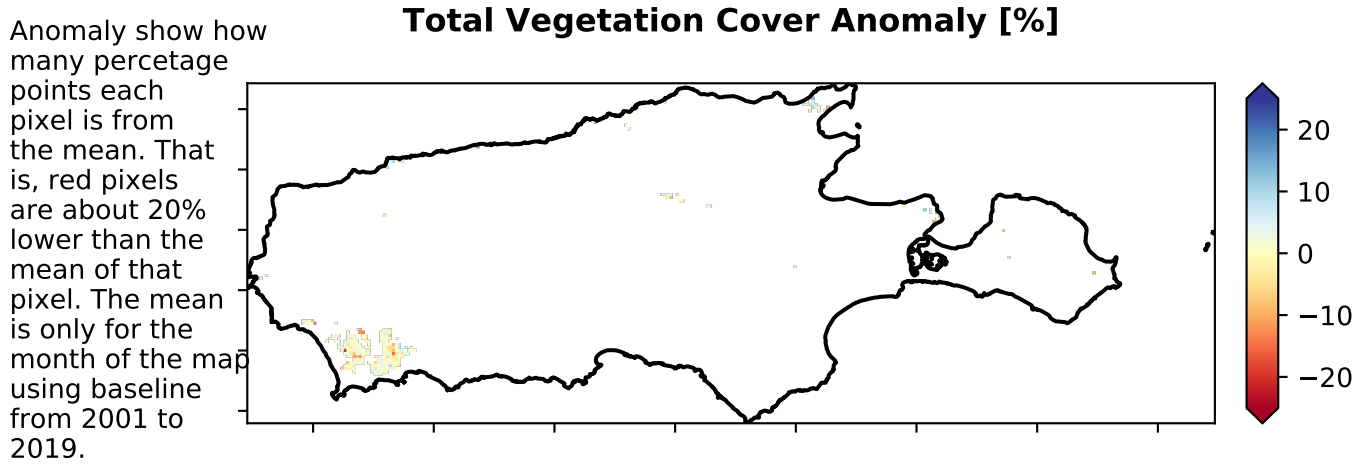 Total Vegetation Cover Anomaly [%]
Anomaly show how
many percetage
points each
pixel is from
the mean. That
is, red pixels
are about 20%
lower than the
mean of that
pixel. The mean
is only for the
month of the map
using baseline
from 2001 to
2019.
20
10
0
−10
−20